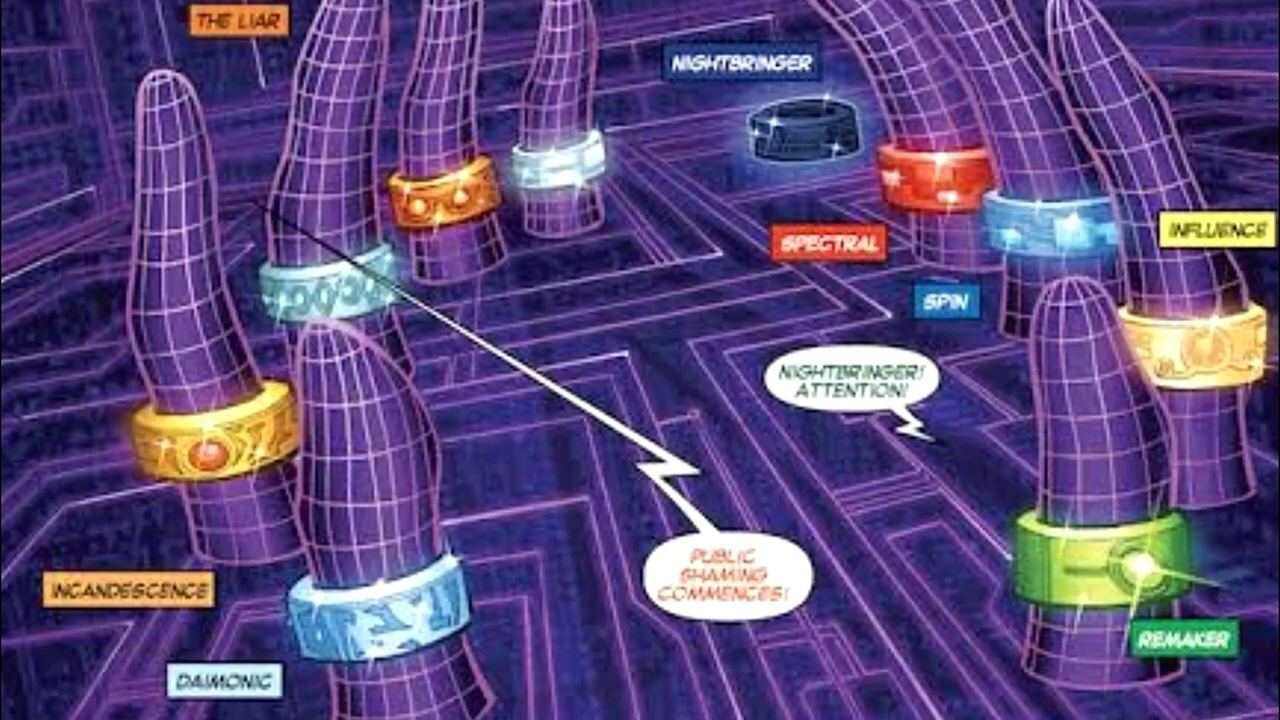 THE LIAR
NIGHTBRINGER
INFLUENCE
SPECTRAL
SPIN
NIGHTBRINGER!
ATTENTION!
PUBLIC
SHAMING
COMMENCES!
INCANDESCENCE
REMAKER
DAIMONIC